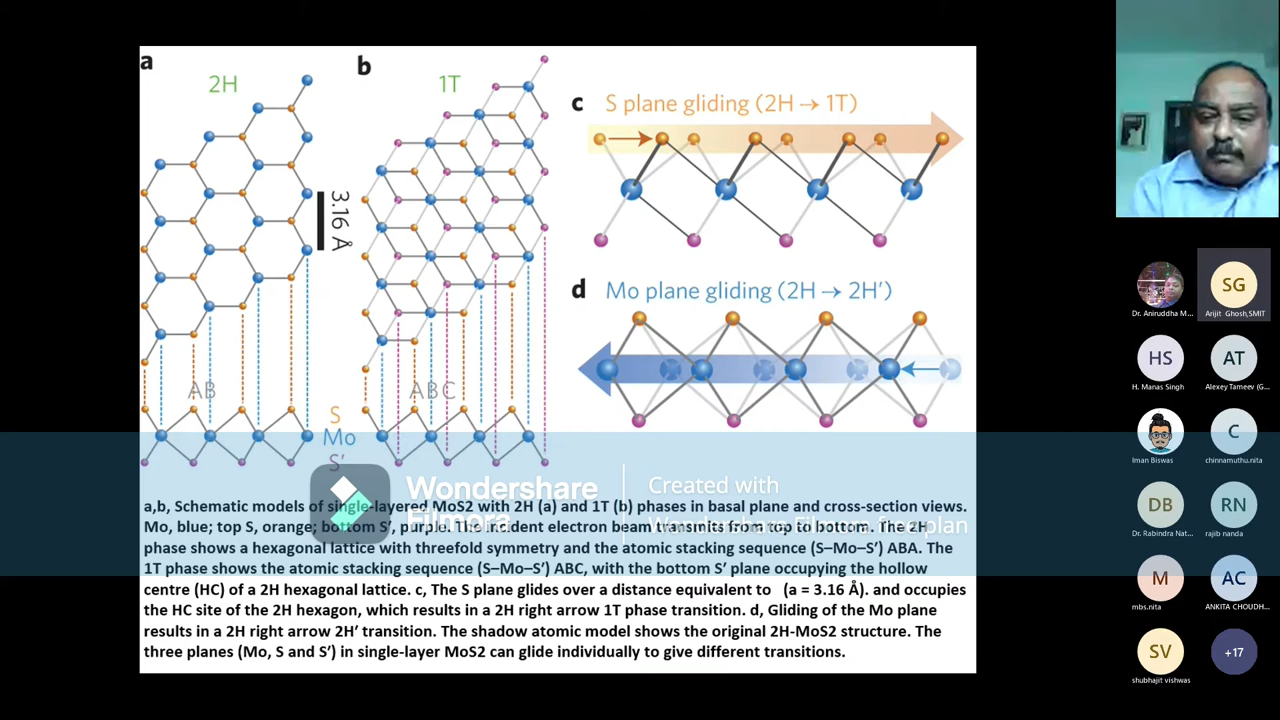 a
2H
b
1T
c
S plane gliding (2H → 1T)
3.16 Å
d
Mo plane gliding (2H → 2H′)
AB
ABC
S
Mo
S′
Wondershare
Filmora
Created with
Wondershare Filmora free plan
a,b, Schematic models of single-layered MoS2 with 2H (a) and 1T (b) phases in basal plane and cross-section views.
Mo, blue; top S, orange; bottom S′, purple. The incident electron beam transmits from top to bottom. The 2H
phase shows a hexagonal lattice with threefold symmetry and the atomic stacking sequence (S–Mo–S′) ABA. The
1T phase shows the atomic stacking sequence (S–Mo–S′) ABC, with the bottom S′ plane occupying the hollow
centre (HC) of a 2H hexagonal lattice. c, The S plane glides over a distance equivalent to (a = 3.16 Å). and occupies
the HC site of the 2H hexagon, which results in a 2H right arrow 1T phase transition. d, Gliding of the Mo plane
results in a 2H right arrow 2H′ transition. The shadow atomic model shows the original 2H-MoS2 structure. The
three planes (Mo, S and S′) in single-layer MoS2 can glide individually to give different transitions.
Dr. Aniruddha M...
SG
Arijit Ghosh,SMIT
HS
H. Manas Singh
AT
Alexey Tameev (G...
Iman Biswas
C
chinnamuthu.nita
DB
Dr. Rabindra Nat...
RN
rajib nanda
M
mbs.nita
AC
ANKITA CHOUDH...
SV
shubhajit vishwas
+17